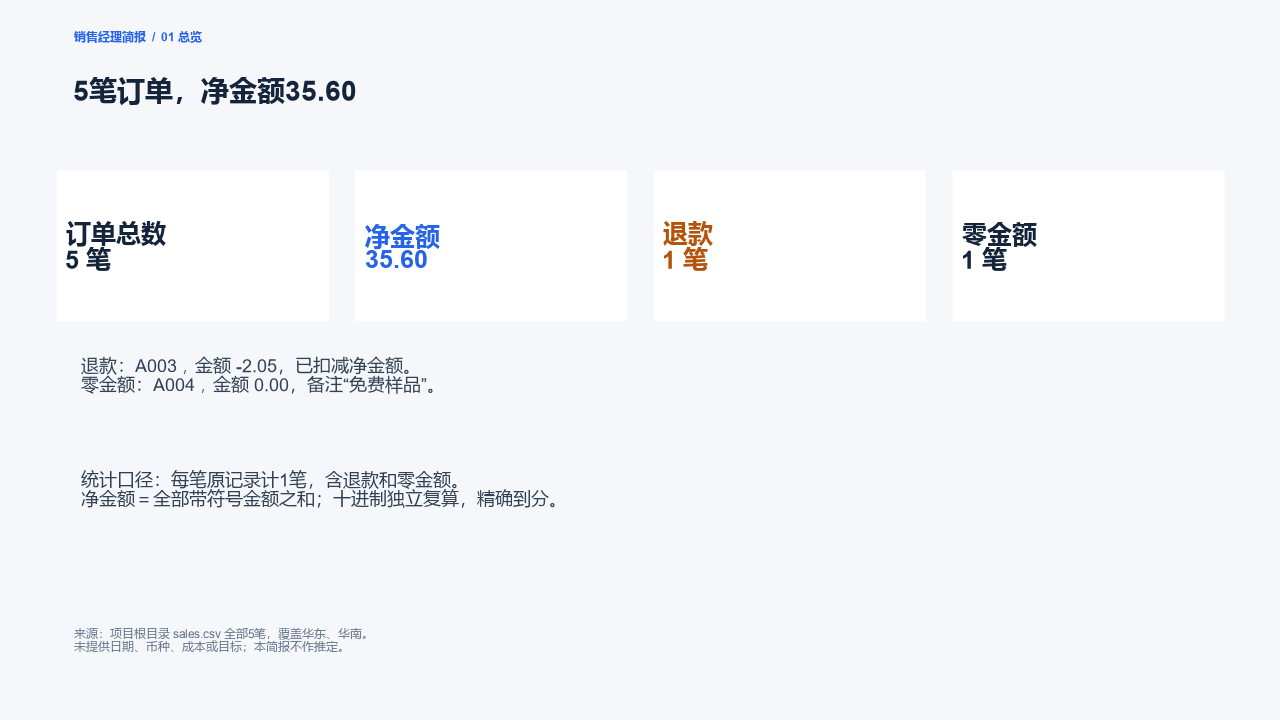 销售经理简报 / 01 总览
5笔订单，净金额35.60
订单总数
5 笔
净金额
35.60
退款
1 笔
零金额
1 笔
退款：A003，金额 -2.05，已扣减净金额。
零金额：A004，金额 0.00，备注“免费样品”。
统计口径：每笔原记录计1笔，含退款和零金额。
净金额＝全部带符号金额之和；十进制独立复算，精确到分。
来源：项目根目录 sales.csv 全部5笔，覆盖华东、华南。
未提供日期、币种、成本或目标；本简报不作推定。